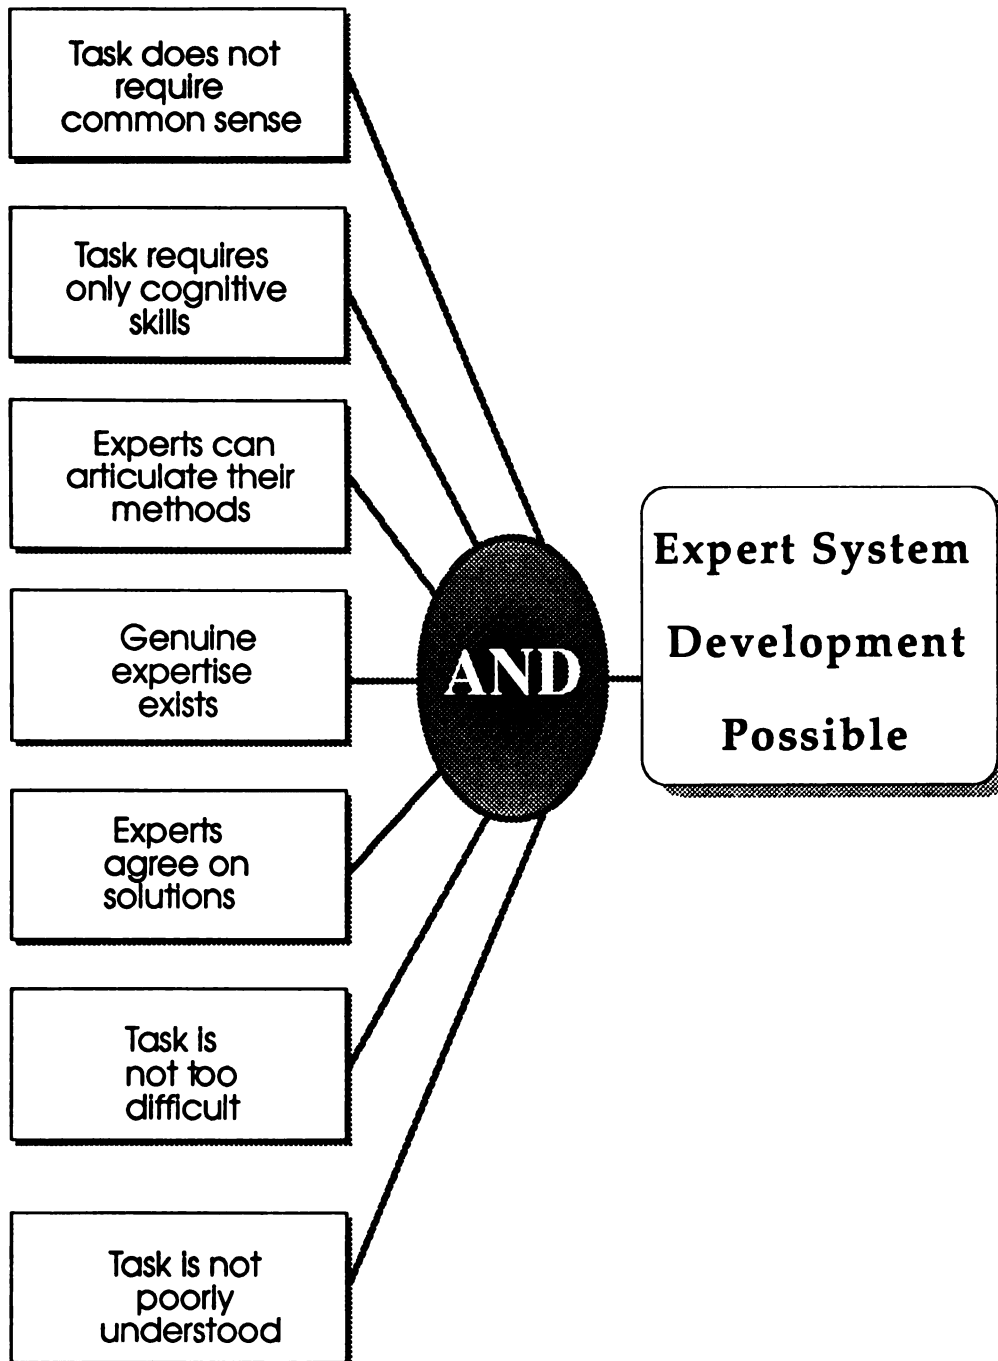 Task does not
require
common sense
Task requires
only cognitive
skills
Experts can
articulate their
methods
Genuine
expertise
exists
Experts
agree on
solutions
Task is
not too
difficult
Task is not
poorly
understood
AND
Expert System
Development
Possible